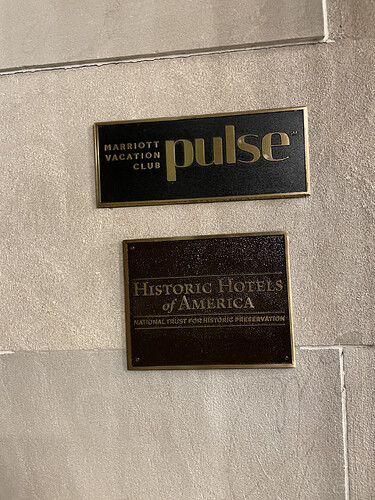 MARRIOTT
VACATION
CLUB
pulse
HISTORIC HOTELS
of AMERICA
NATIONAL TRUST FOR HISTORIC PRESERVATION